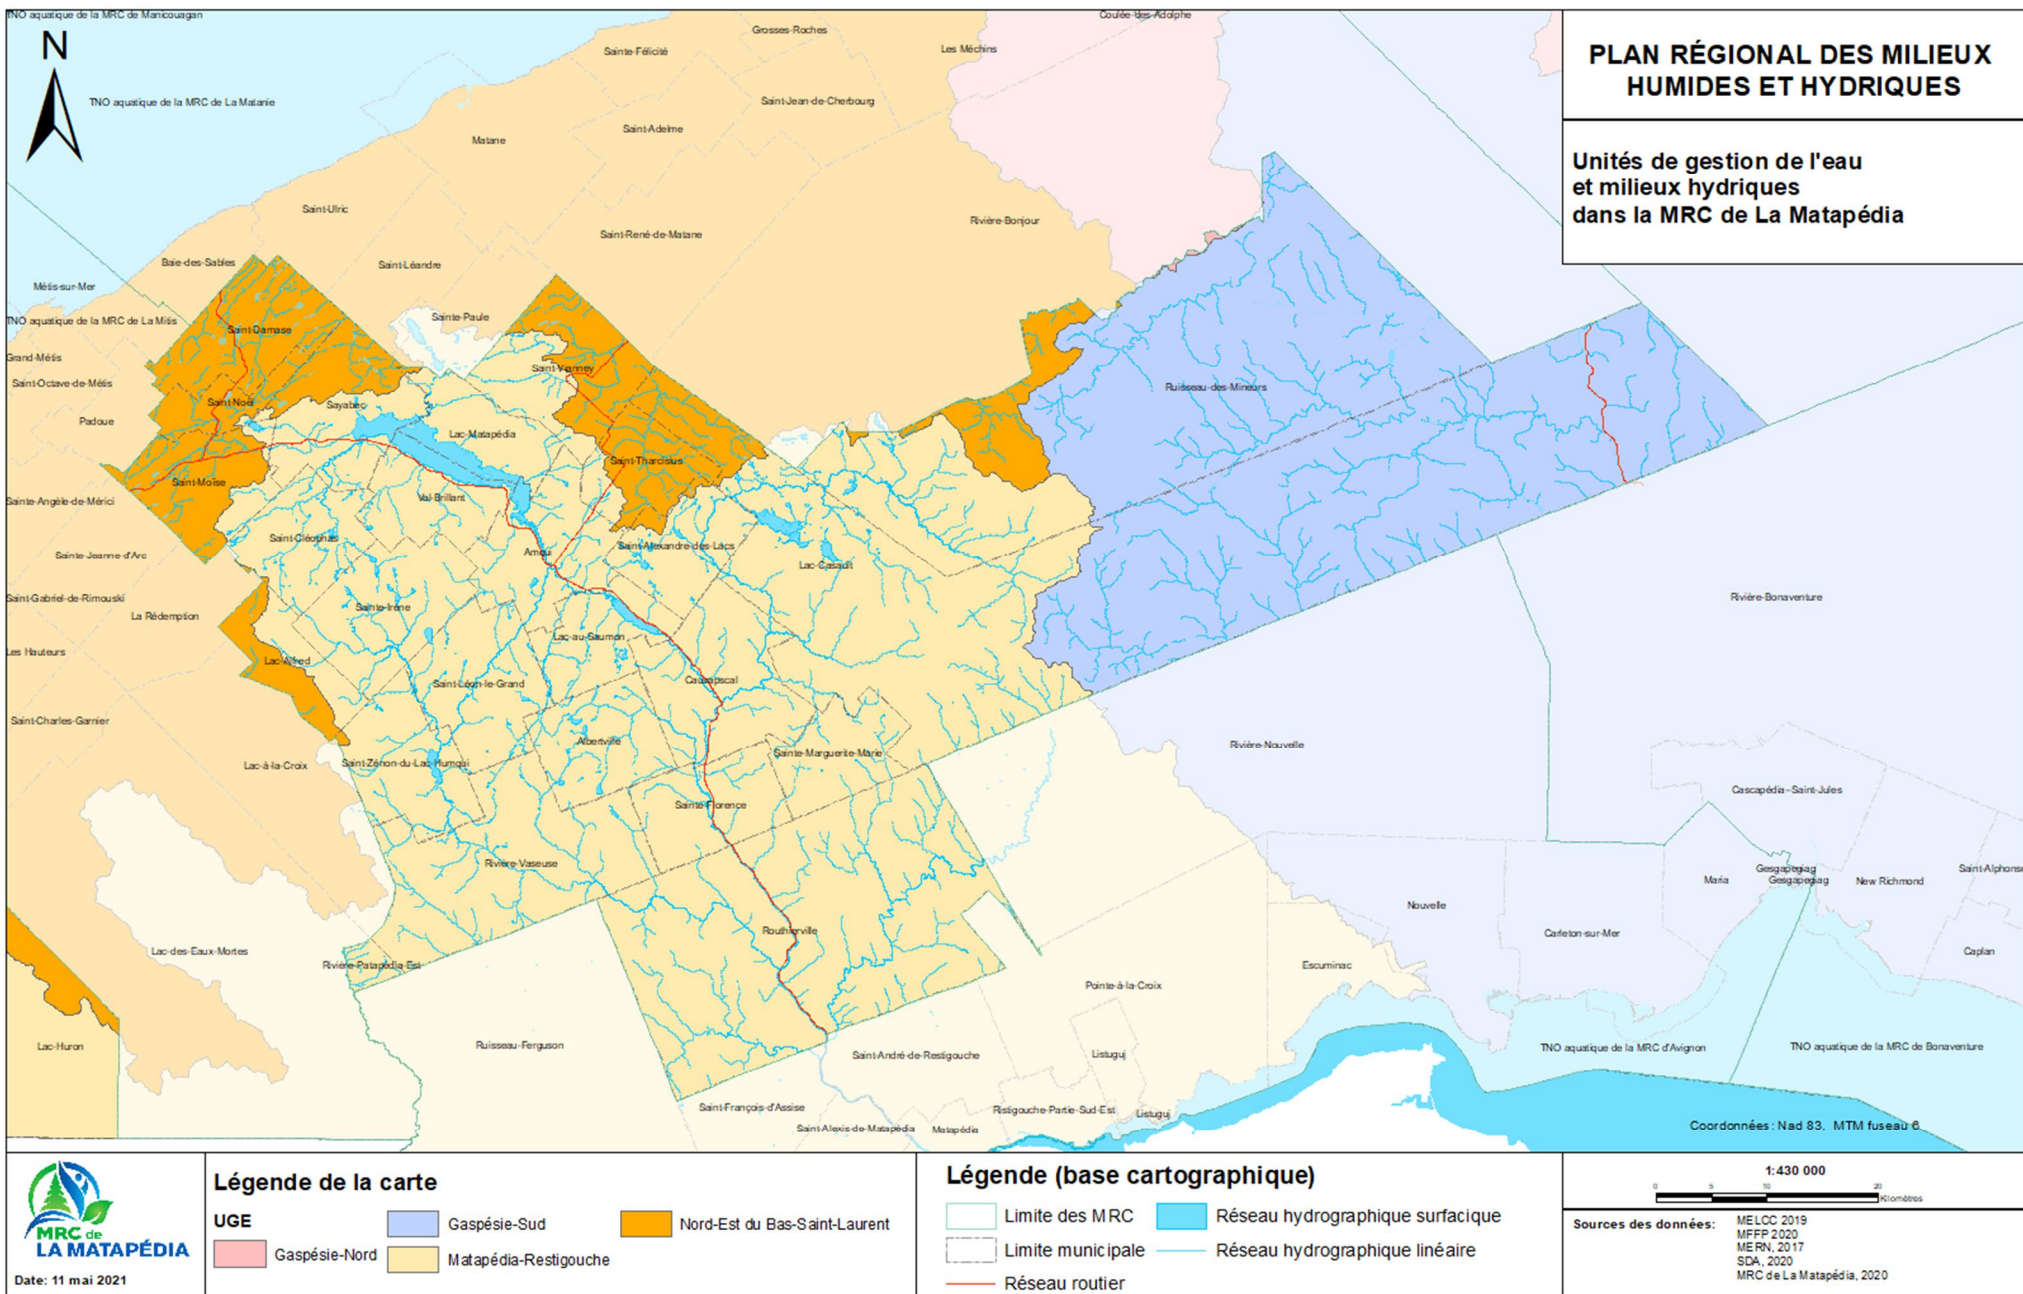 TNO aquatique de la MRC de Manicouagan
Coulée-des-Adolphe
Grosses-Roches
Sainte-Félicité
Les Méchins
N
PLAN RÉGIONAL DES MILIEUX
HUMIDES ET HYDRIQUES
TNO aquatique de la MRC de La Matanie
Saint-Jean-de-Cherbourg
Saint-Adelme
Matane
Unités de gestion de l'eau
et milieux hydriques
dans la MRC de La Matapédia
Saint-Ulric
Rivière-Bonjour
Saint-René-de-Matane
Baie-des-Sables
Saint-Léandre
Métis-sur-Mer
Sainte-Paule
TNO aquatique de la MRC de La Mitis
Saint-Damase
Grand-Métis
Saint-Vianney
Saint-Octave-de-Métis
Ruisseau-des-Mineurs
Saint-Noël
Sayabec
Padoue
Lac-Matapédia
Saint-Tharcisius
Saint-Moïse
Sainte-Angèle-de-Mérici
Val-Brillant
Saint-Cléophas
Saint-Alexandre-des-Lacs
Amqui
Sainte-Jeanne-d'Arc
Lac-Casault
Saint-Gabriel-de-Rimouski
Rivière-Bonaventure
Sainte-Irène
La Rédemption
Lac-au-Saumon
Les Hauteurs
Lac-Alfred
Causapscal
Saint-Léon-le-Grand
Saint-Charles-Garnier
Albertville
Rivière-Nouvelle
Sainte-Marguerite-Marie
Lac-à-la-Croix
Saint-Zénon-du-Lac-Humqui
Cascapédia–Saint-Jules
Sainte-Florence
Rivière-Vaseuse
Gesgapegiag
Saint-Alphonse
Maria
Gesgapegiag
New Richmond
Nouvelle
Routhierville
Carleton-sur-Mer
Lac-des-Eaux-Mortes
Caplan
Rivière-Patapédia-Est
Escuminac
Pointe-à-la-Croix
Lac-Huron
Ruisseau-Ferguson
TNO aquatique de la MRC d'Avignon
TNO aquatique de la MRC de Bonaventure
Saint-André-de-Restigouche
Listuguj
Saint-François-d'Assise
Ristigouche-Partie-Sud-Est
Listuguj
Saint-Alexis-de-Matapédia
Matapédia
Coordonnées: Nad 83, MTM fuseau 6
MRC de
LA MATAPÉDIA
Date: 11 mai 2021
Légende de la carte
UGE
Gaspésie-Nord
Gaspésie-Sud
Matapédia-Restigouche
Nord-Est du Bas-Saint-Laurent
Légende (base cartographique)
Limite des MRC
Limite municipale
Réseau routier
Réseau hydrographique surfacique
Réseau hydrographique linéaire
1:430 000
0 5 10 20
Kilomètres
Sources des données:
MELCC 2019
MFFP 2020
MERN, 2017
SDA, 2020
MRC de La Matapédia, 2020